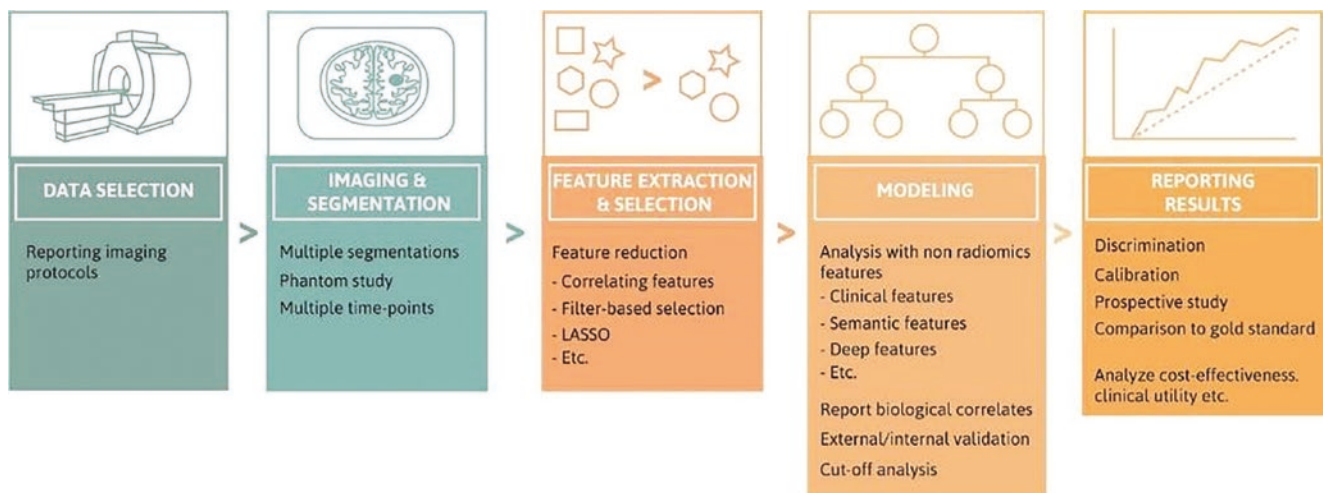 DATA SELECTION
Reporting imaging
protocols
>
IMAGING &
SEGMENTATION
Multiple segmentations
Phantom study
Multiple time-points
>
>
FEATURE EXTRACTION
& SELECTION
Feature reduction
- Correlating features
- Filter-based selection
- LASSO
- Etc.
>
MODELING
Analysis with non radiomics
features
- Clinical features
- Semantic features
- Deep features
- Etc.
Report biological correlates
External/internal validation
Cut-off analysis
>
REPORTING
RESULTS
Discrimination
Calibration
Prospective study
Comparison to gold standard
Analyze cost-effectiveness.
clinical utility etc.